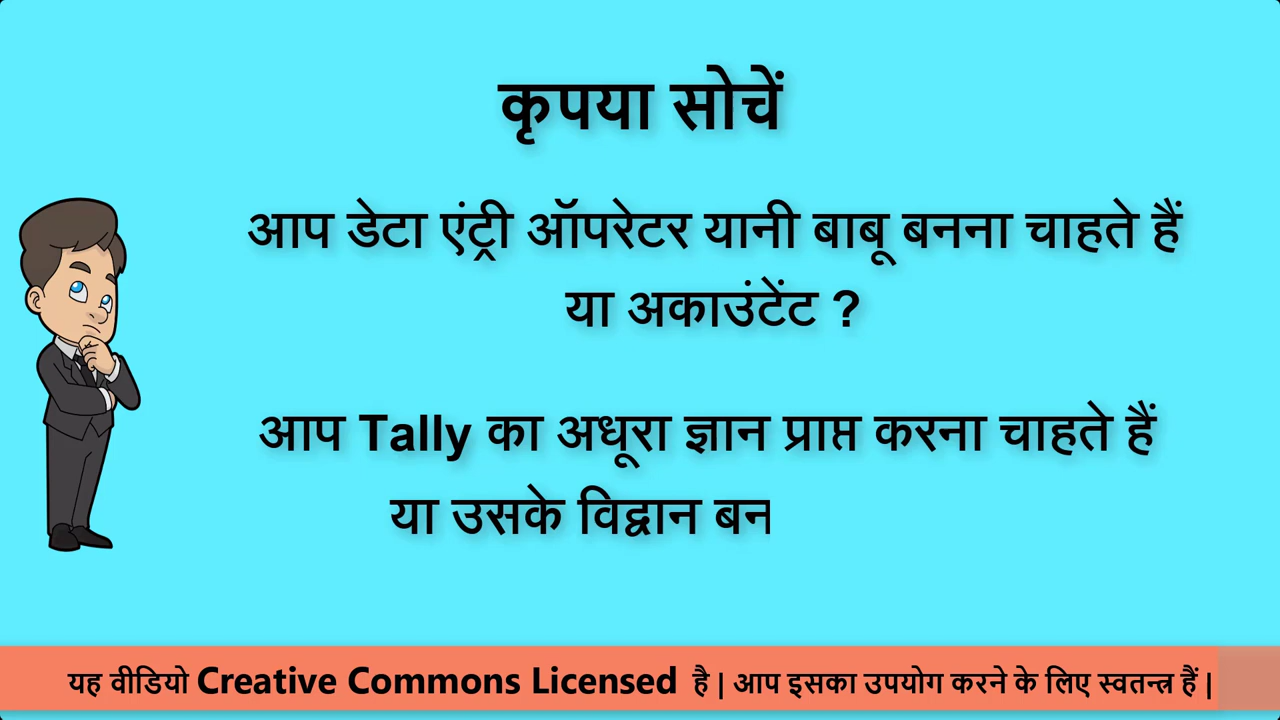 कृपया सोचें
आप डेटा एंट्री ऑपरेटर यानी बाबू बनना चाहते हैं
या अकाउंटेंट ?
आप Tally का अधूरा ज्ञान प्राप्त करना चाहते हैं
या उसके विद्वान बन
यह वीडियो Creative Commons Licensed है | आप इसका उपयोग करने के लिए स्वतन्त्र हैं |